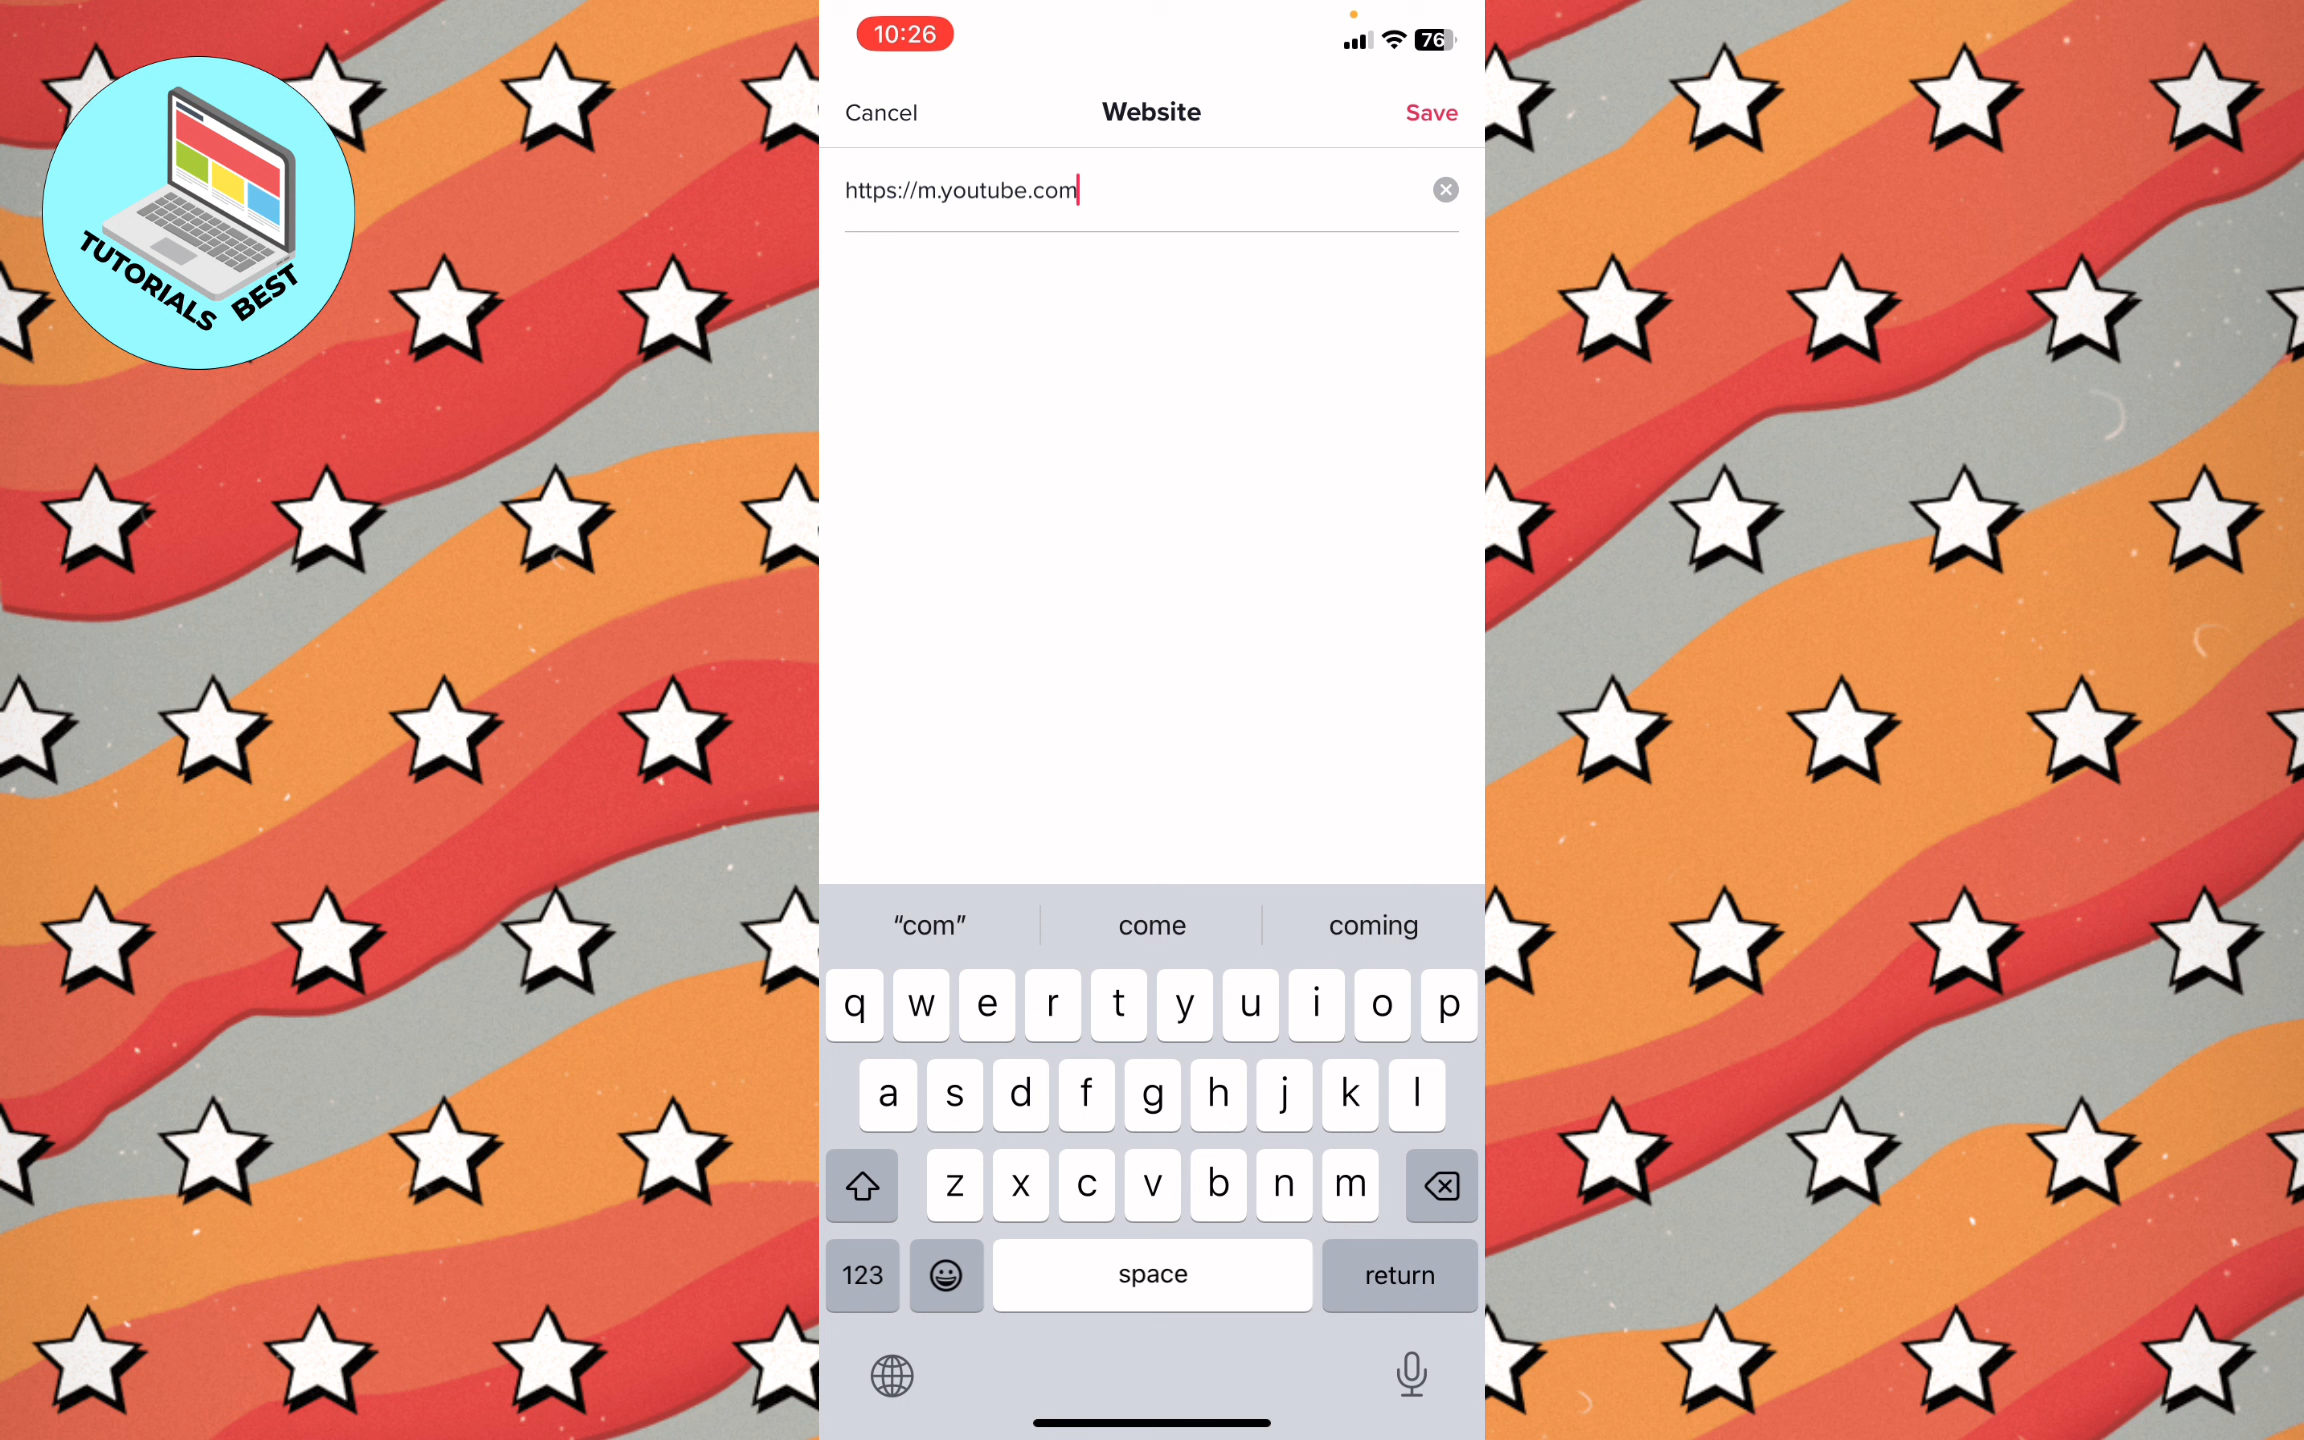 TUTORIALS BEST
10:26
76
Cancel
Website
Save
https://m.youtube.com
“com”
come
coming
q w e r t y u i o p
a s d f g h j k l
z x c v b n m
123
space
return